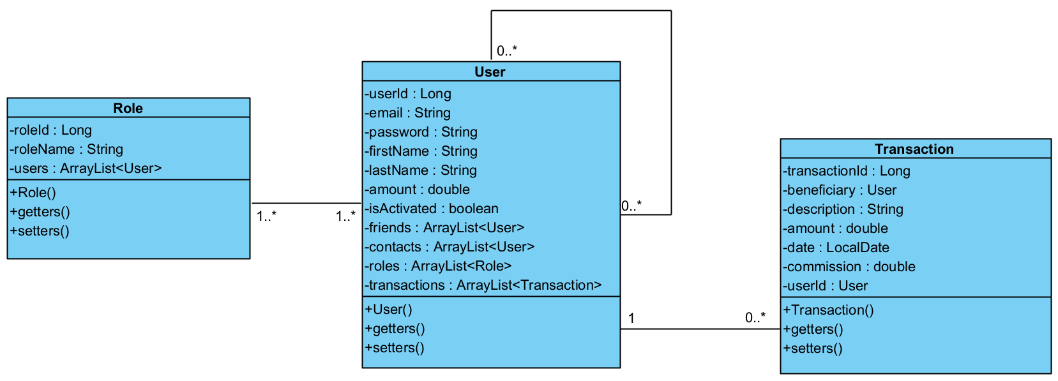 Role
-roleId : Long
-roleName : String
-users : ArrayList<User>
+Role()
+getters()
+setters()
1..*
1..*
User
-userId : Long
-email : String
-password : String
-firstName : String
-lastName : String
-amount : double
-isActivated : boolean
-friends : ArrayList<User>
-contacts : ArrayList<User>
-roles : ArrayList<Role>
-transactions : ArrayList<Transaction>
+User()
+getters()
+setters()
0..*
0..*
1
0..*
Transaction
-transactionId : Long
-beneficiary : User
-description : String
-amount : double
-date : LocalDate
-commission : double
-userId : User
+Transaction()
+getters()
+setters()